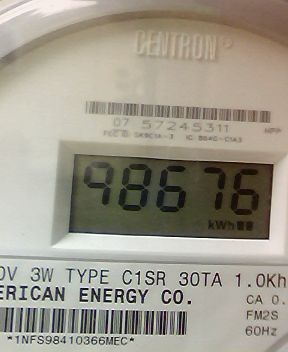 CENTRON®
07 57245311
98676
kWh
0V 3W TYPE C1SR 30TA 1.0Kh
ERICAN ENERGY CO.
CA 0.
FM2S
60Hz
*1NFS98410366MEC*